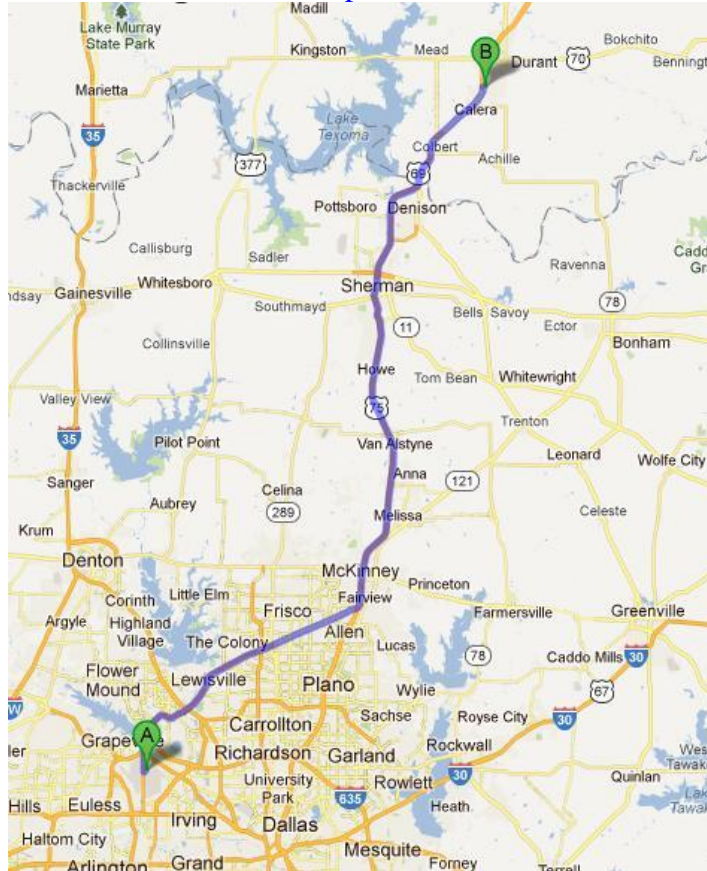 Madill
Lake Murray
State Park
Kingston
Mead
B
Durant
70
Bokchito
Bennington
Marietta
Calera
35
Lake
Texoma
Colbert
377
Achille
69
Thackerville
Pottsboro
Denison
Callisburg
Sadler
Ravenna
Whitesboro
Sherman
Gainesville
78
Southmayd
Bells
Savoy
11
Ector
Bonham
Collinsville
Howe
Tom Bean
Whitewright
Valley View
75
Trenton
35
Pilot Point
Van Alstyne
Leonard
Wolfe City
Anna
Sanger
121
Celina
Aubrey
289
Melissa
Celeste
Krum
Denton
McKinney
Princeton
Corinth
Little Elm
Fairview
Frisco
Farmersville
Greenville
Argyle
Highland
Village
The Colony
Allen
Lucas
78
Caddo Mills
30
Flower
Mound
Lewisville
Plano
Wylie
67
Sachse
Royse City
30
A
Carrollton
Grapevine
Richardson
Garland
Rockwall
University
Park
Rowlett
30
Quinlan
Hills
Euless
635
Heath
Irving
Dallas
Haltom City
Mesquite
Arlington
Grand
Forney
Terrell